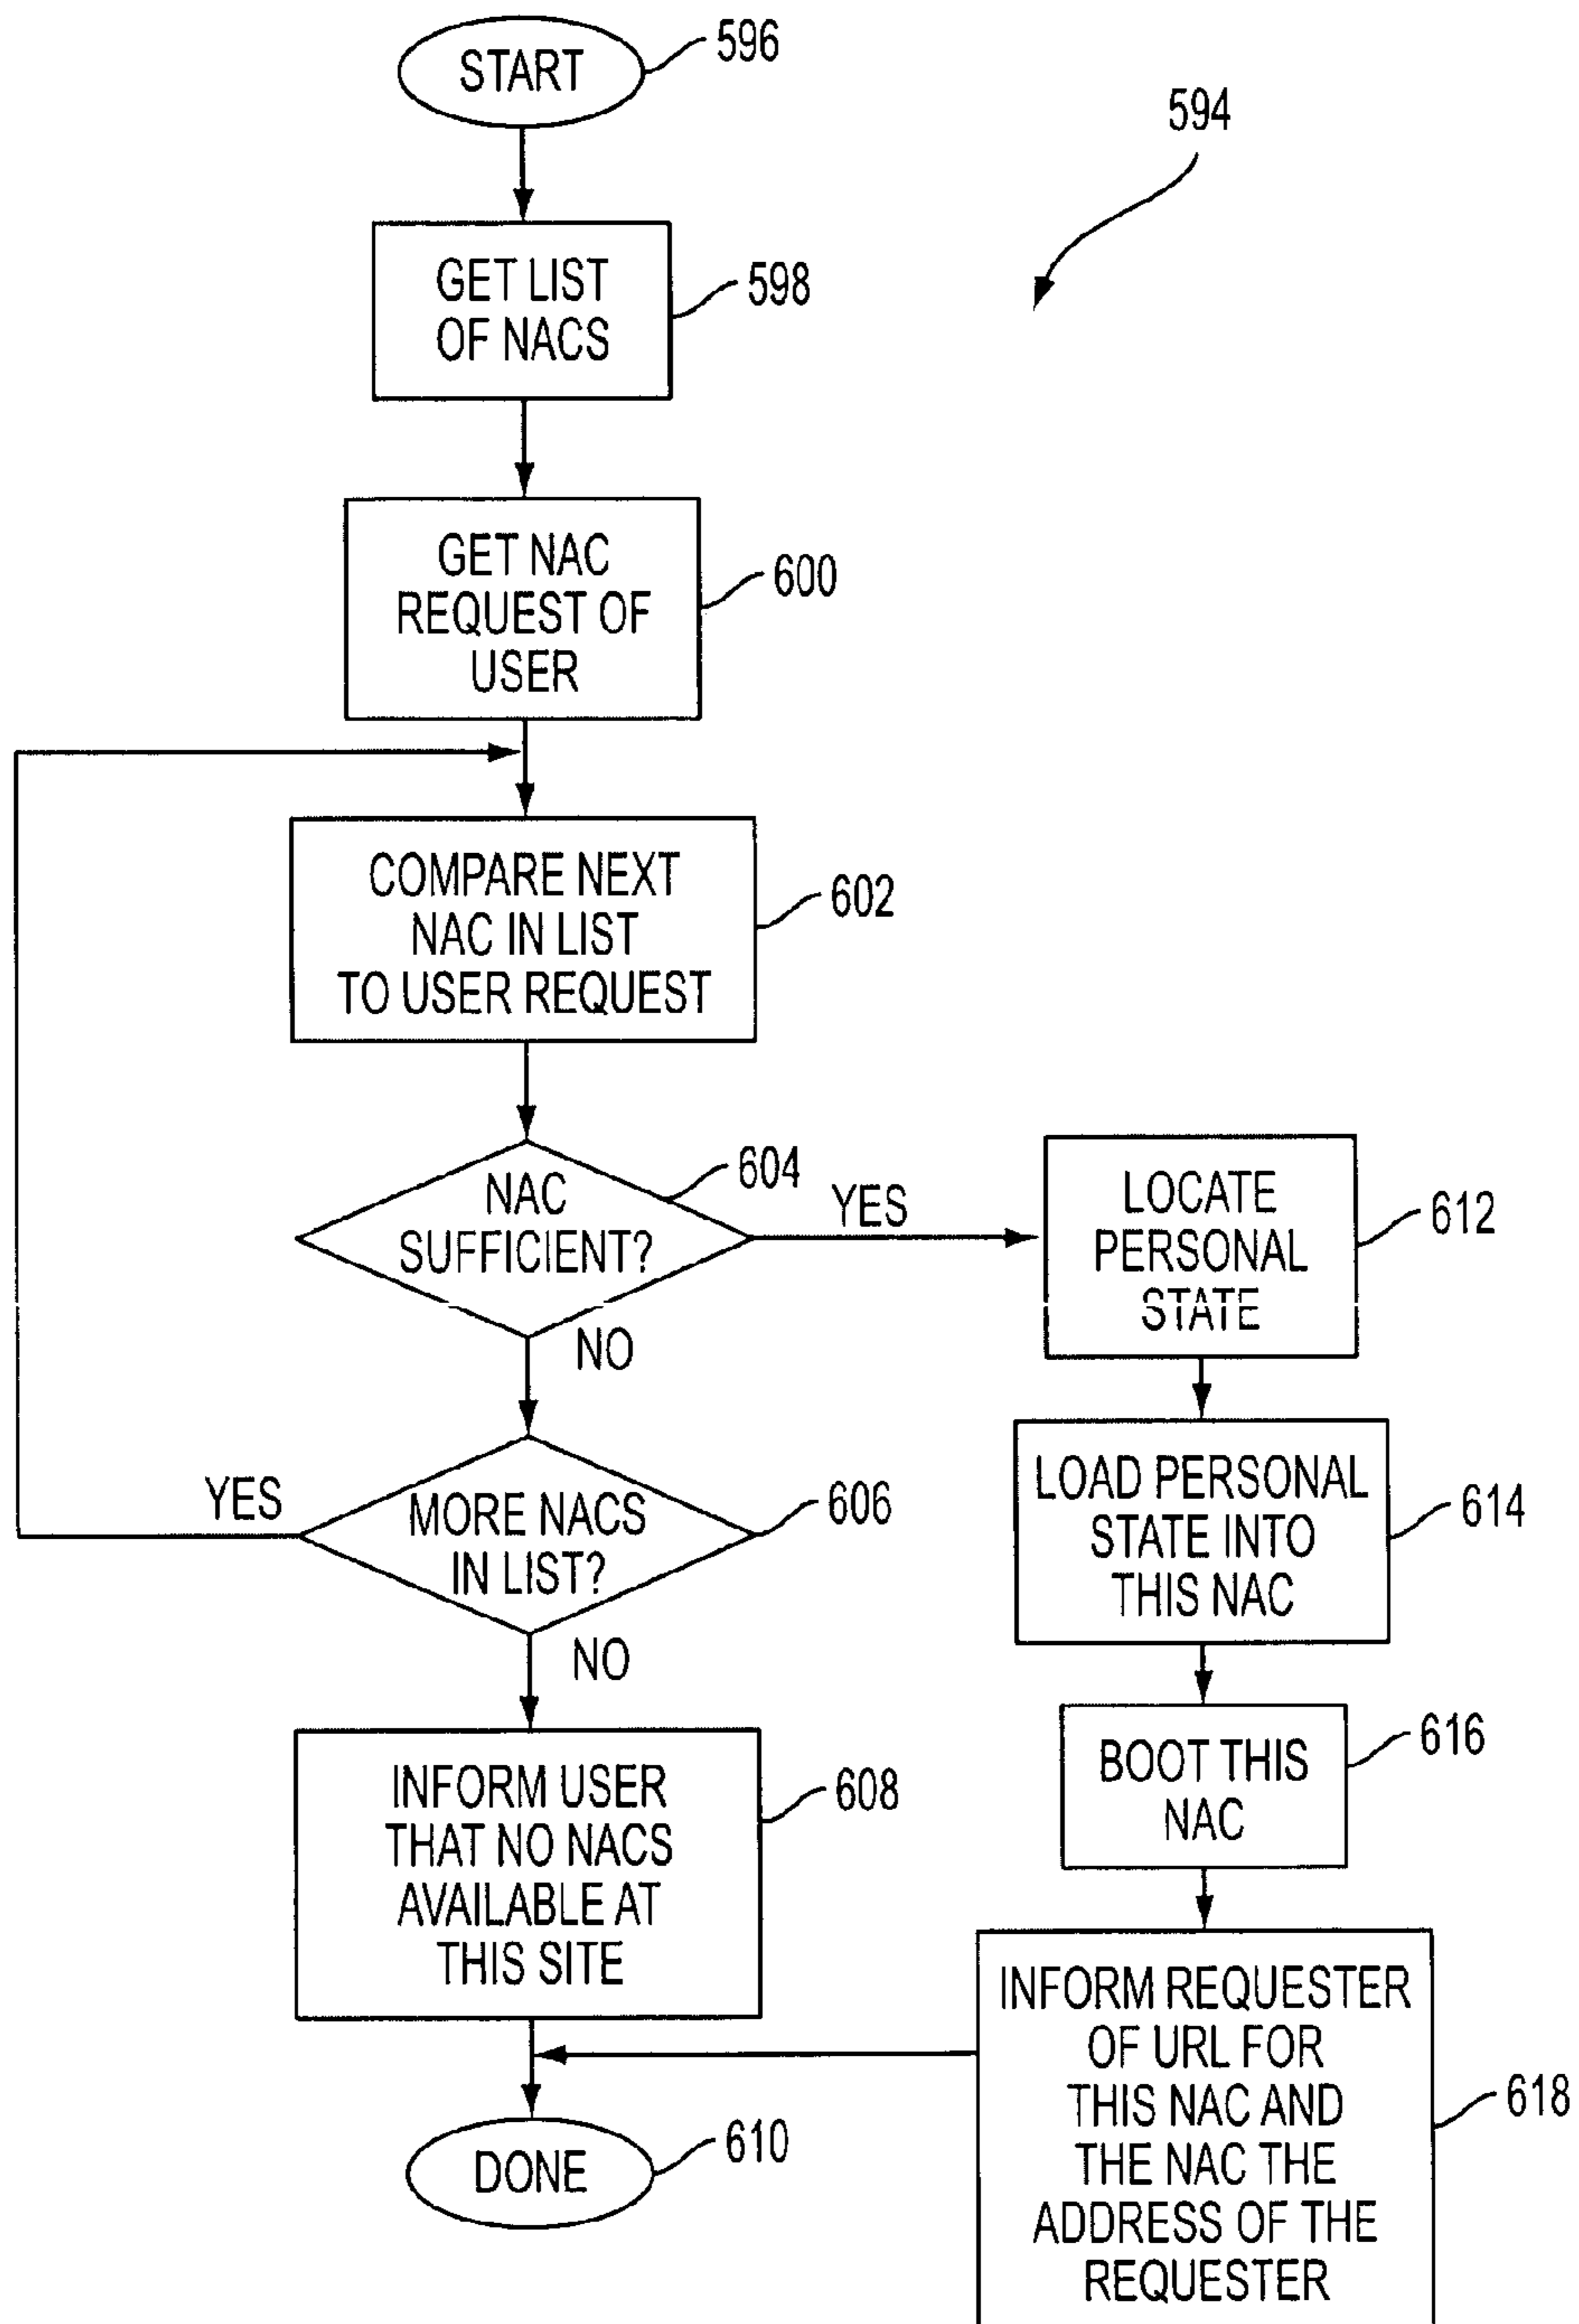 START
596
594
GET LIST
OF NACS
598
GET NAC
REQUEST OF
USER
600
COMPARE NEXT
NAC IN LIST
TO USER REQUEST
602
NAC
SUFFICIENT?
604
YES
NO
LOCATE
PERSONAL
STATE
612
YES
MORE NACS
IN LIST?
606
NO
LOAD PERSONAL
STATE INTO
THIS NAC
614
BOOT THIS
NAC
616
INFORM USER
THAT NO NACS
AVAILABLE AT
THIS SITE
608
INFORM REQUESTER
OF URL FOR
THIS NAC AND
THE NAC THE
ADDRESS OF THE
REQUESTER
618
DONE
610